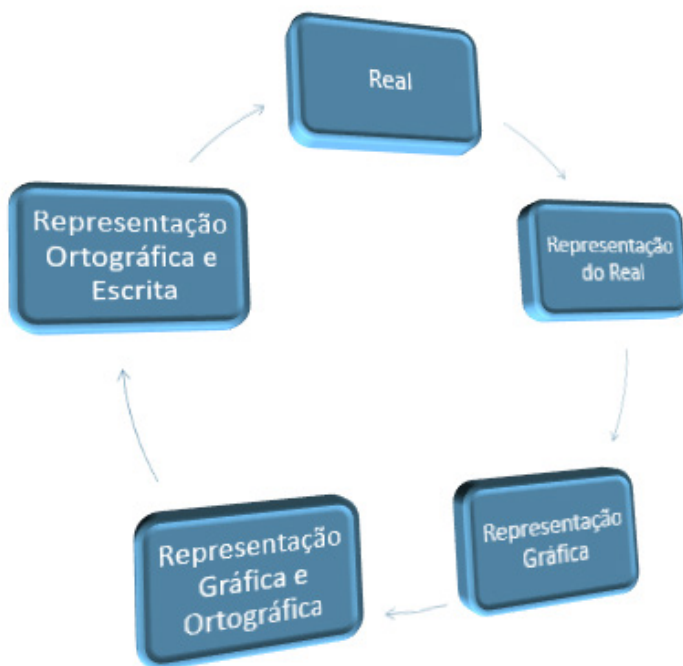 Real
Representação
do Real
Representação
Gráfica
Representação
Gráfica e
Ortográfica
Representação
Ortográfica e
Escrita